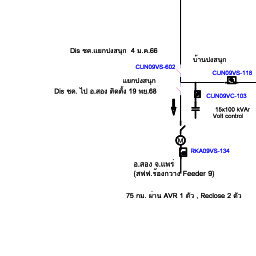 Dis ชด.แยกปงสนุก 4 ม.ค.66
บ้านปงสนุก
CUN09VS-602
CUN09VS-118
แยกปงสนุก
Dis ชด. ไป อ.สอง ติดตั้ง 19 พย.68
CUN09VC-103
15x100 kVAr
Volt control
M
RKA09VS-134
อ.สอง จ.แพร่
(สฟฟ.ร้องกวาง Feeder 9)
75 กม. ผ่าน AVR 1 ตัว , Reclose 2 ตัว